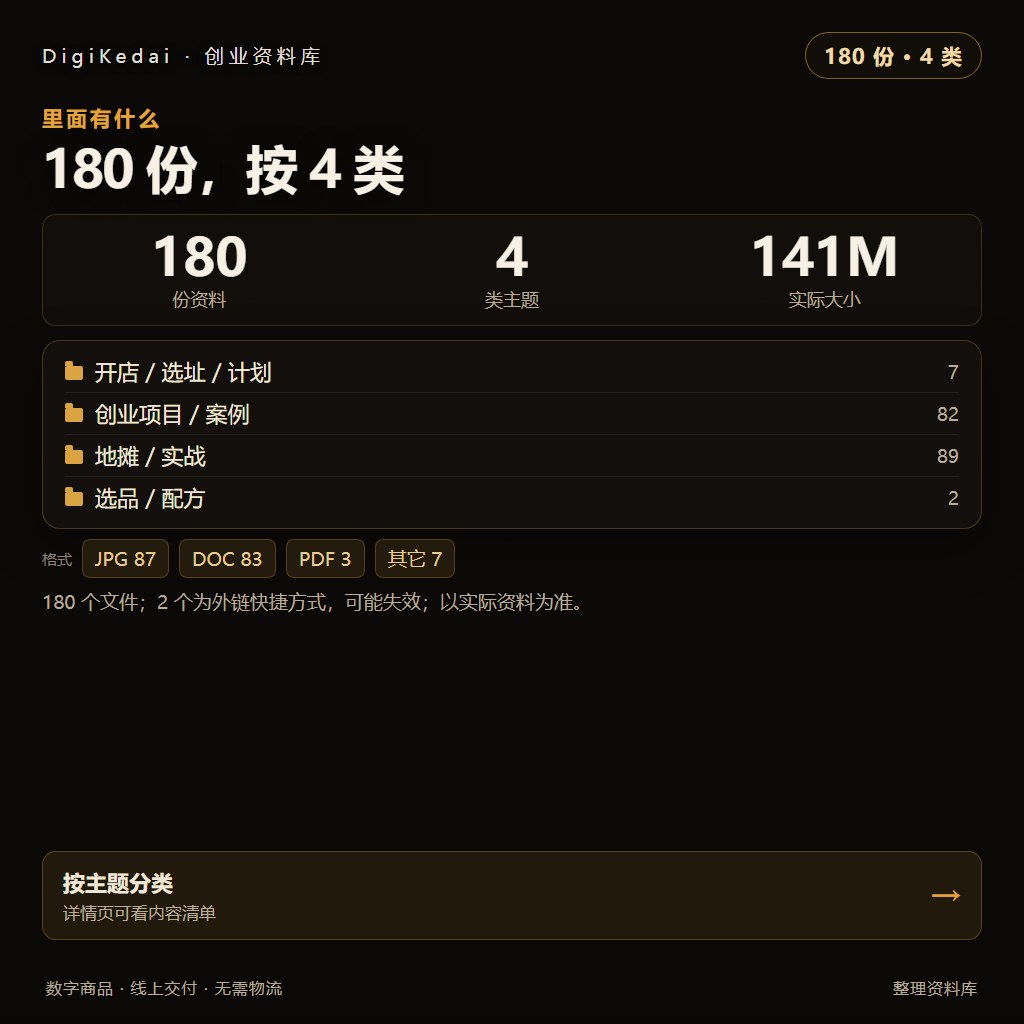 DigiKedai · 创业资料库
180 份 • 4 类
里面有什么
180 份，按 4 类
180
份资料
4
类主题
141M
实际大小
开店 / 选址 / 计划 7
创业项目 / 案例 82
地摊 / 实战 89
选品 / 配方 2
格式 JPG 87 DOC 83 PDF 3 其它 7
180 个文件；2 个为外链快捷方式，可能失效；以实际资料为准。
按主题分类
详情页可看内容清单
→
数字商品 · 线上交付 · 无需物流
整理资料库